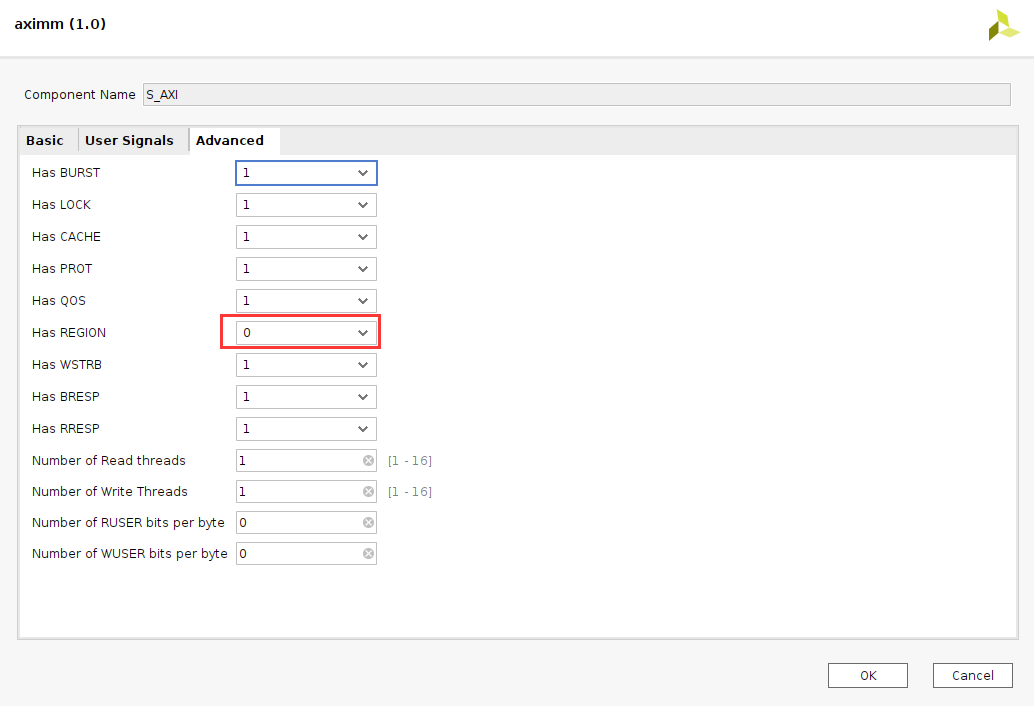 aximm (1.0)
Component Name S_AXI
Basic User Signals Advanced
Has BURST 1
Has LOCK 1
Has CACHE 1
Has PROT 1
Has QOS 1
Has REGION 0
Has WSTRB 1
Has BRESP 1
Has RRESP 1
Number of Read threads 1 [1 - 16]
Number of Write Threads 1 [1 - 16]
Number of RUSER bits per byte 0
Number of WUSER bits per byte 0
OK Cancel